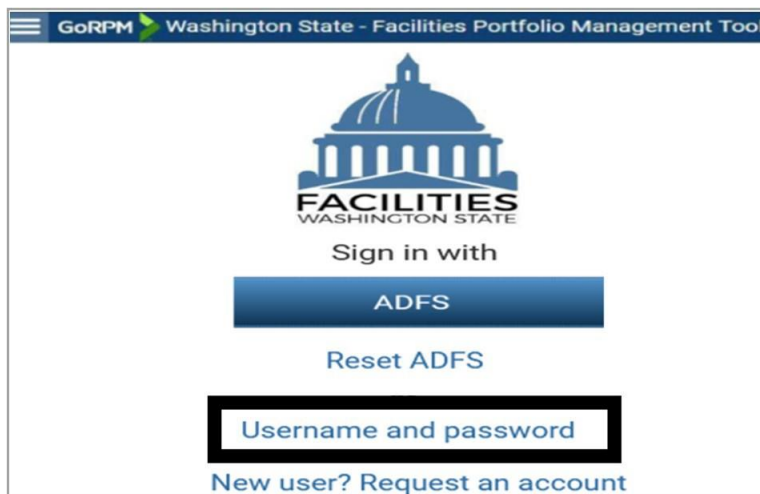 GoRPM Washington State - Facilities Portfolio Management Too
FACILITIES
WASHINGTON STATE
Sign in with
ADFS
Reset ADFS
Username and password
New user? Request an account